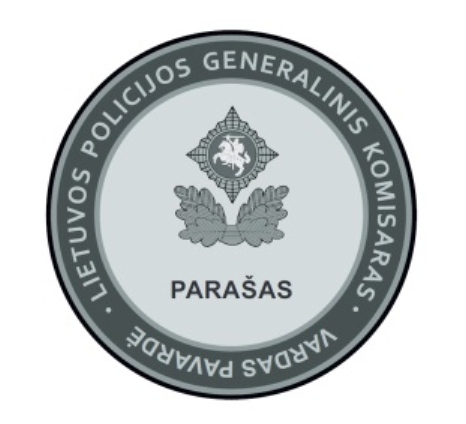 LIETUVOS POLICIJOS GENERALINIS KOMISARAS ·
VARDAS PAVARDĖ ·
PARAŠAS